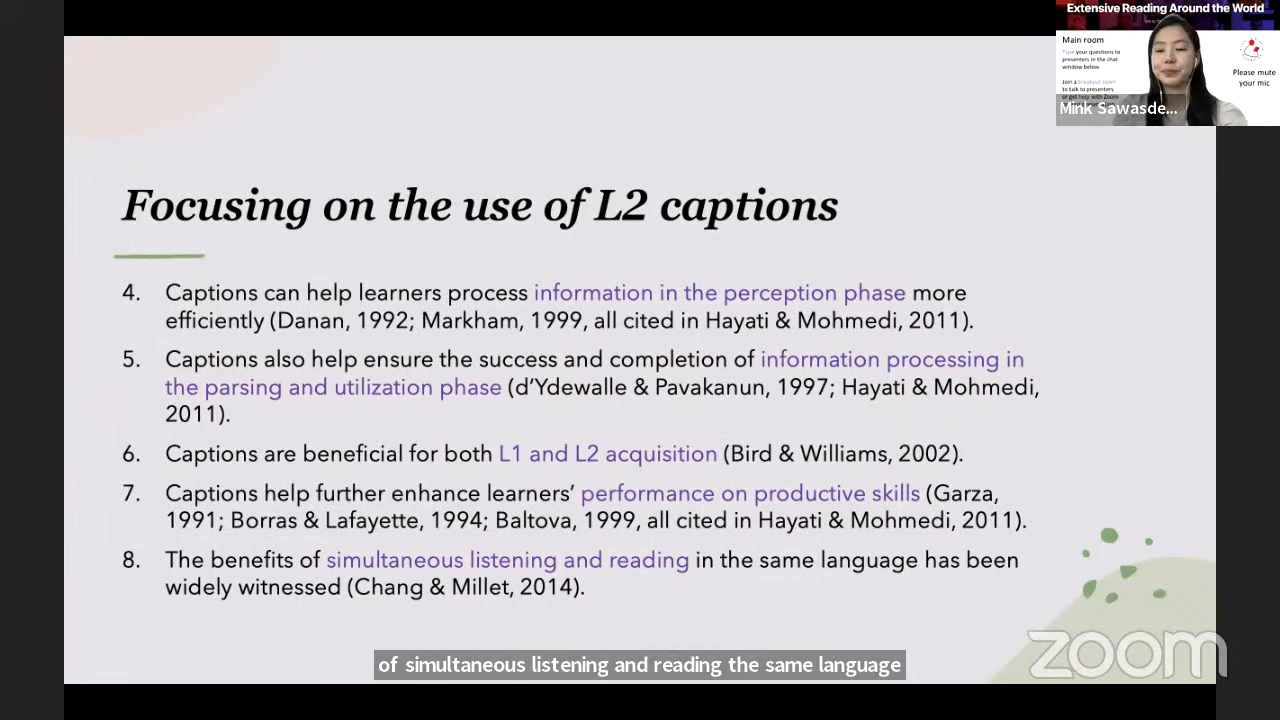 Extensive Reading Around the World
Main room
Type your questions to
presenters in the chat
window below
Join a breakout room
to talk to presenters
or get help with Zoom
Please mute
your mic
Mink Sawasde...
Focusing on the use of L2 captions
4. Captions can help learners process information in the perception phase more
efficiently (Danan, 1992; Markham, 1999, all cited in Hayati & Mohmedi, 2011).
5. Captions also help ensure the success and completion of information processing in
the parsing and utilization phase (d’Ydewalle & Pavakanun, 1997; Hayati & Mohmedi,
2011).
6. Captions are beneficial for both L1 and L2 acquisition (Bird & Williams, 2002).
7. Captions help further enhance learners’ performance on productive skills (Garza,
1991; Borras & Lafayette, 1994; Baltova, 1999, all cited in Hayati & Mohmedi, 2011).
8. The benefits of simultaneous listening and reading in the same language has been
widely witnessed (Chang & Millet, 2014).
of simultaneous listening and reading the same language
zoom